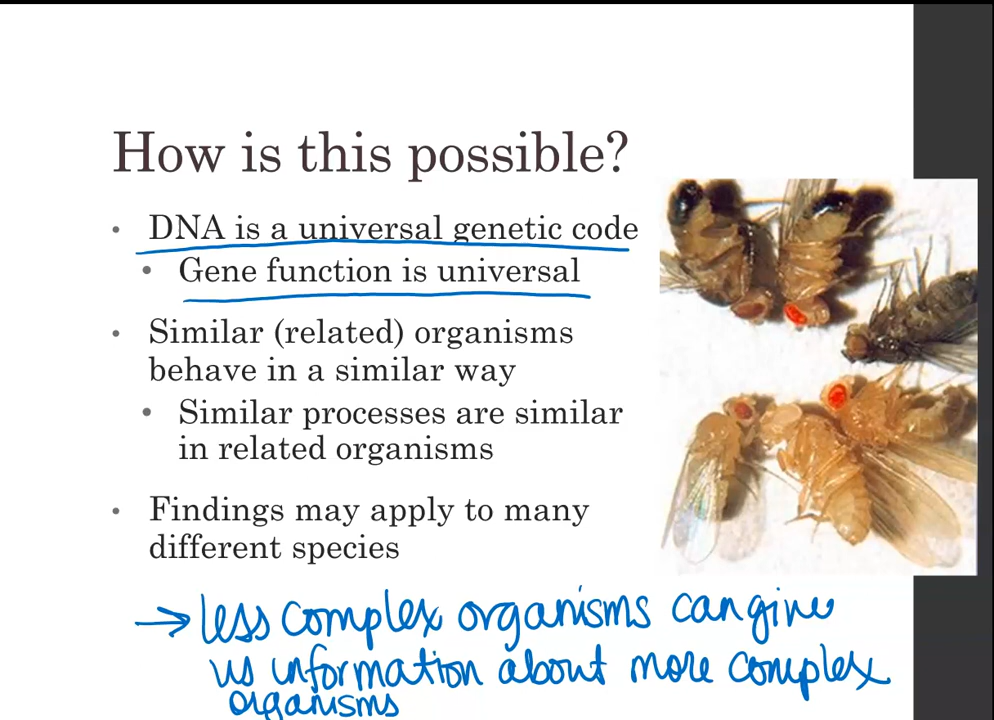 How is this possible?
• DNA is a universal genetic code
• Gene function is universal
• Similar (related) organisms
behave in a similar way
• Similar processes are similar
in related organisms
• Findings may apply to many
different species
→ less complex organisms can give
us information about more complex
organisms